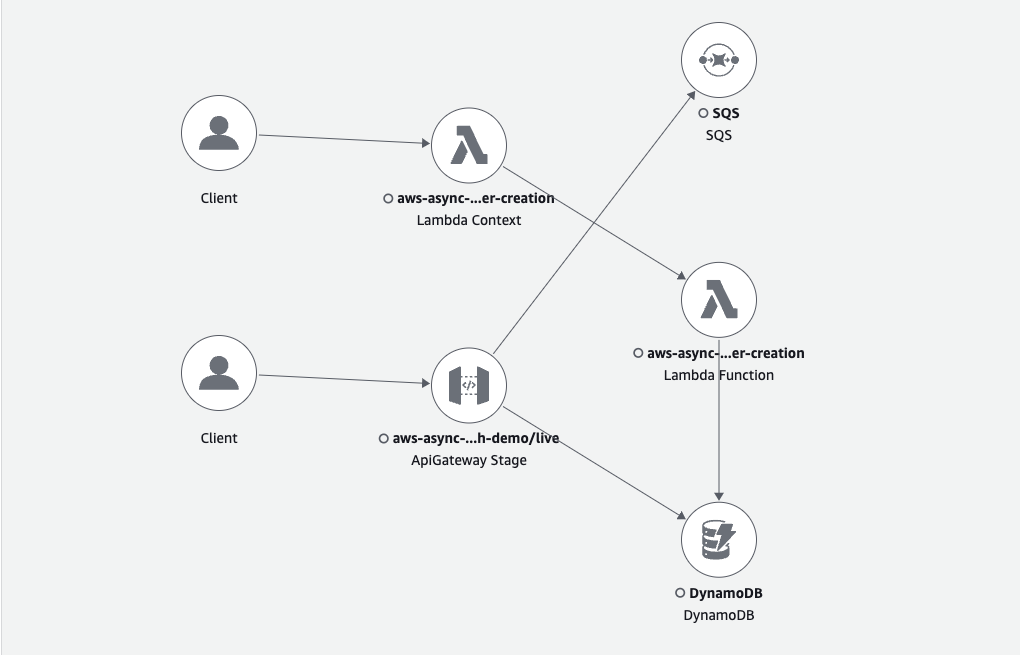 SQS
SQS
Client
aws-async-...er-creation
Lambda Context
aws-async-...er-creation
Lambda Function
Client
aws-async-...h-demo/live
ApiGateway Stage
</>
DynamoDB
DynamoDB